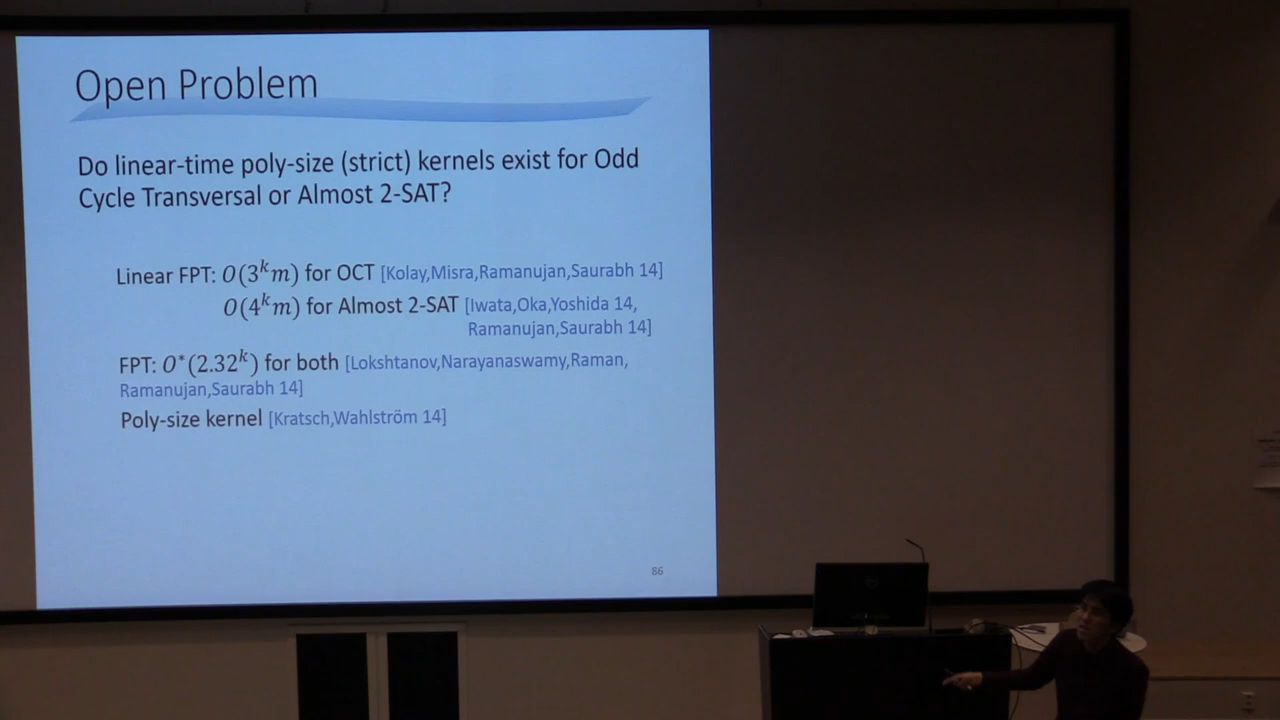 Open Problem
Do linear-time poly-size (strict) kernels exist for Odd
Cycle Transversal or Almost 2-SAT?
Linear FPT: O(3^k m) for OCT [Kolay,Misra,Ramanujan,Saurabh 14]
O(4^k m) for Almost 2-SAT [Iwata,Oka,Yoshida 14,
Ramanujan,Saurabh 14]
FPT: O*(2.32^k) for both [Lokshtanov,Narayanaswamy,Raman,
Ramanujan,Saurabh 14]
Poly-size kernel [Kratsch,Wahlström 14]
86